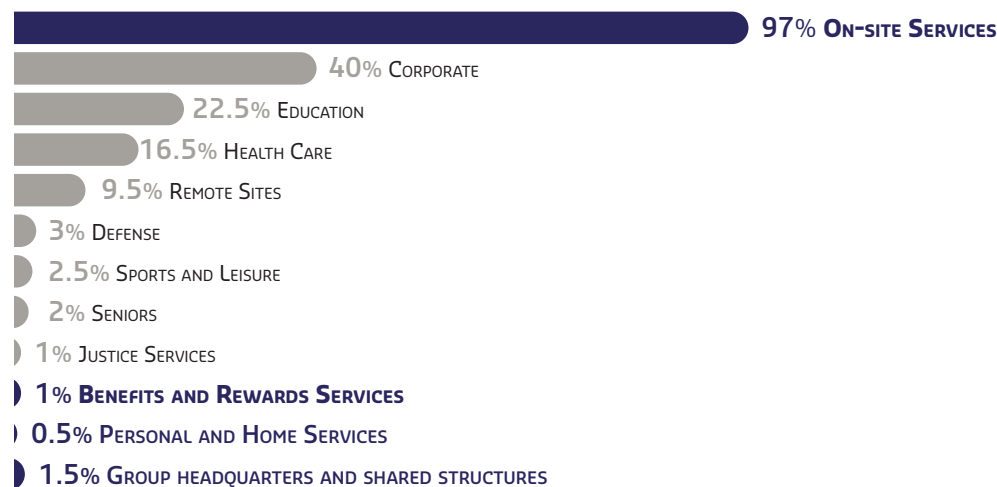 97% On-site Services
40% Corporate
22.5% Education
16.5% Health Care
9.5% Remote Sites
3% Defense
2.5% Sports and Leisure
2% Seniors
1% Justice Services
1% Benefits and Rewards Services
0.5% Personal and Home Services
1.5% Group headquarters and shared structures